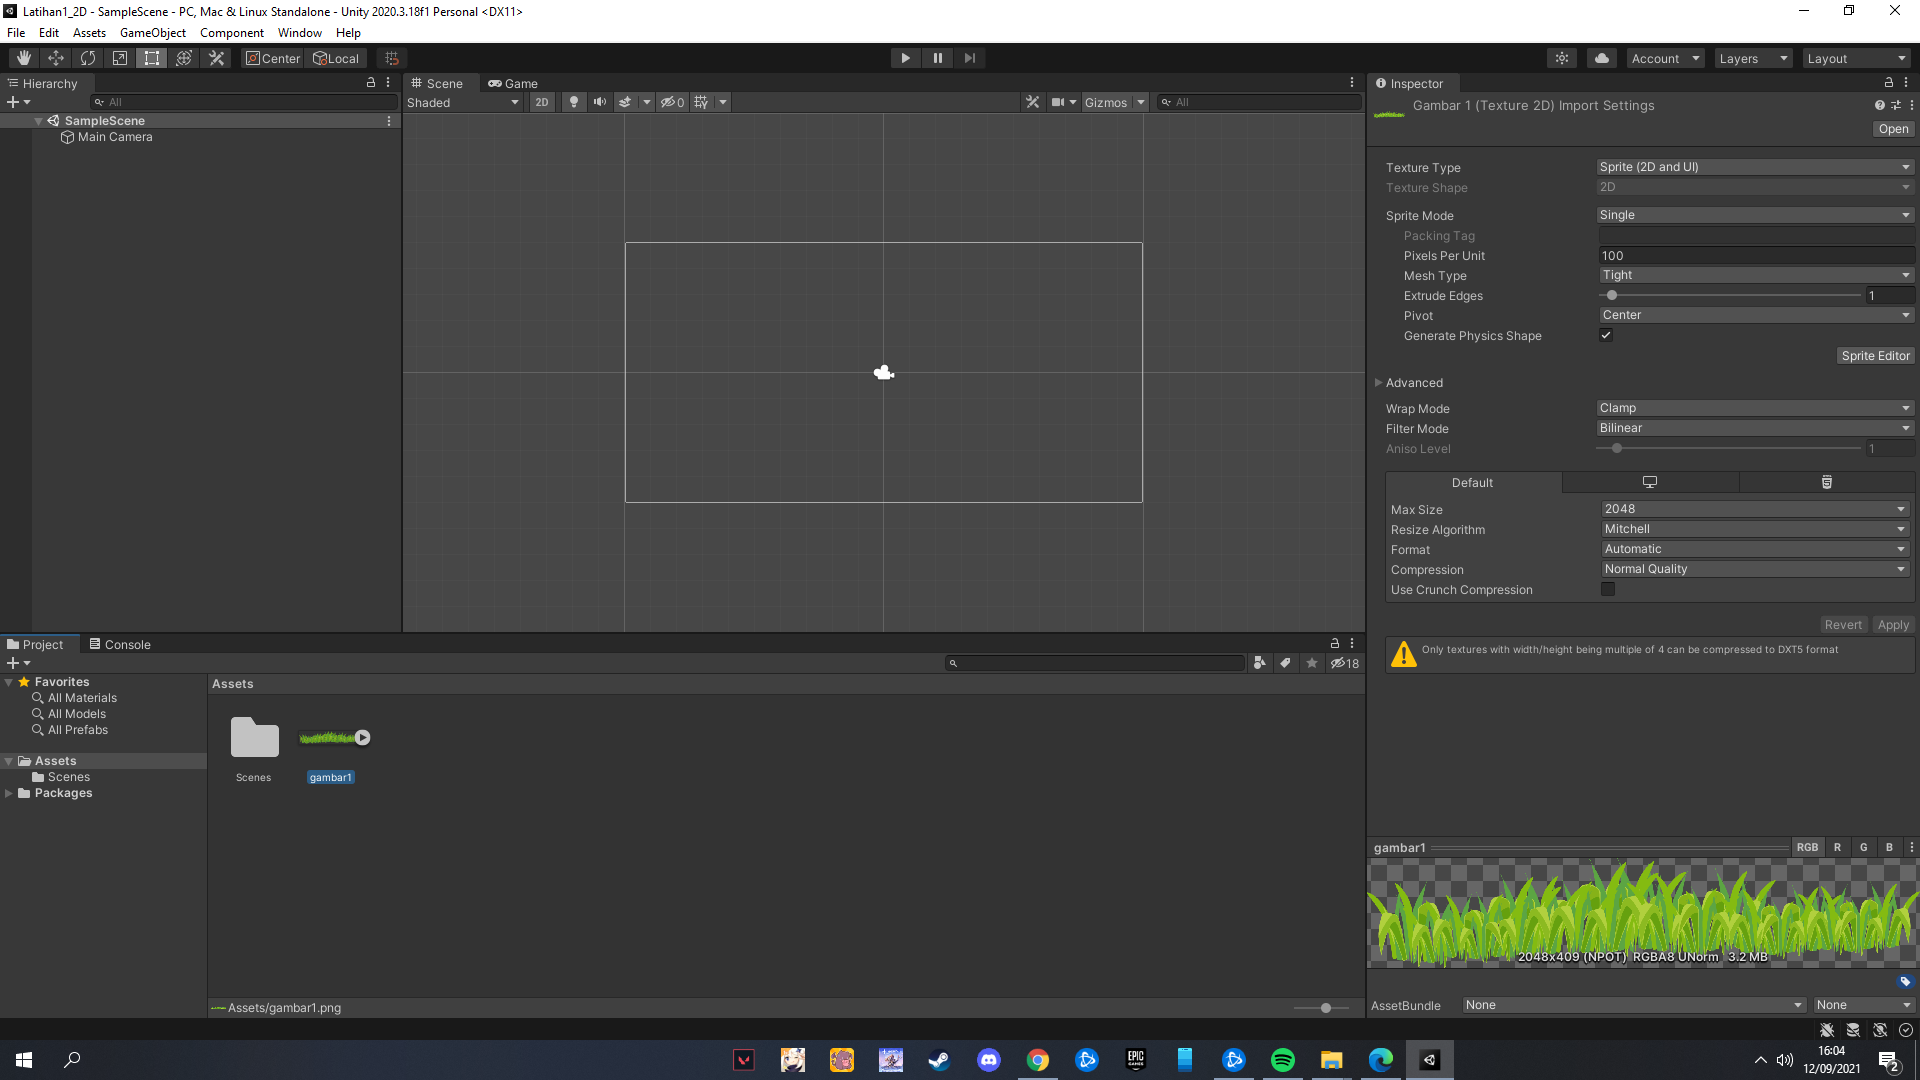 Latihan1_2D - SampleScene - PC, Mac & Linux Standalone - Unity 2020.3.18f1 Personal <DX11>
File Edit Assets GameObject Component Window Help
Center Local Account Layers Layout
Hierarchy
All
SampleScene
Main Camera
Scene Game
Shaded 2D 0 Gizmos All
Inspector
Gambar 1 (Texture 2D) Import Settings
Open
Texture Type Sprite (2D and UI)
Texture Shape 2D
Sprite Mode Single
Packing Tag
Pixels Per Unit 100
Mesh Type Tight
Extrude Edges 1
Pivot Center
Generate Physics Shape
Sprite Editor
Advanced
Wrap Mode Clamp
Filter Mode Bilinear
Aniso Level 1
Default
Max Size 2048
Resize Algorithm Mitchell
Format Automatic
Compression Normal Quality
Use Crunch Compression
Revert Apply
Only textures with width/height being multiple of 4 can be compressed to DXT5 format
Project Console
18
Favorites
All Materials
All Models
All Prefabs
Assets
Scenes
Packages
Assets
Scenes gambar1
Assets/gambar1.png
gambar1 RGB R G B
2048x409 (NPOT) RGBA8 UNorm 3.2 MB
AssetBundle None None
EPIC GAMES
16:04
12/09/2021
2